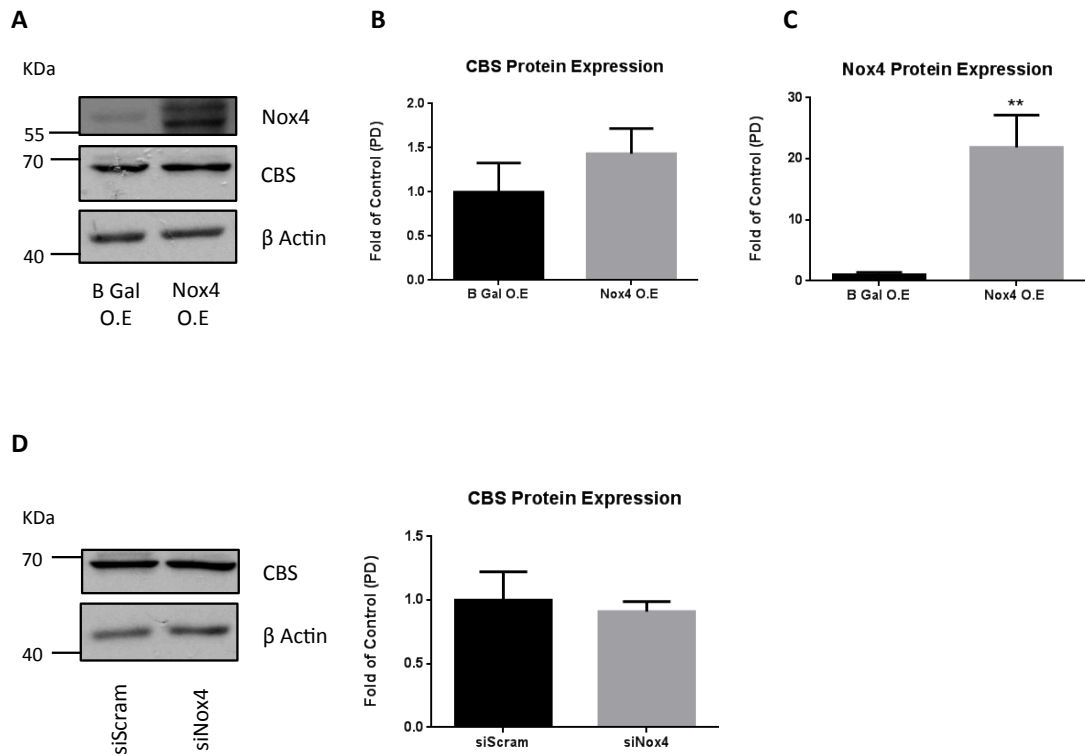 A
KDa
55
70
40
Nox4
CBS
β Actin
B Gal
O.E
Nox4
O.E
B
CBS Protein Expression
Fold of Control (PD)
2.0
1.5
1.0
0.5
0.0
B Gal O.E
Nox4 O.E
C
Nox4 Protein Expression
Fold of Control (PD)
30
20
10
0
**
B Gal O.E
Nox4 O.E
D
KDa
70
40
CBS
β Actin
siScram
siNox4
CBS Protein Expression
Fold of Control (PD)
1.5
1.0
0.5
0.0
siScram
siNox4